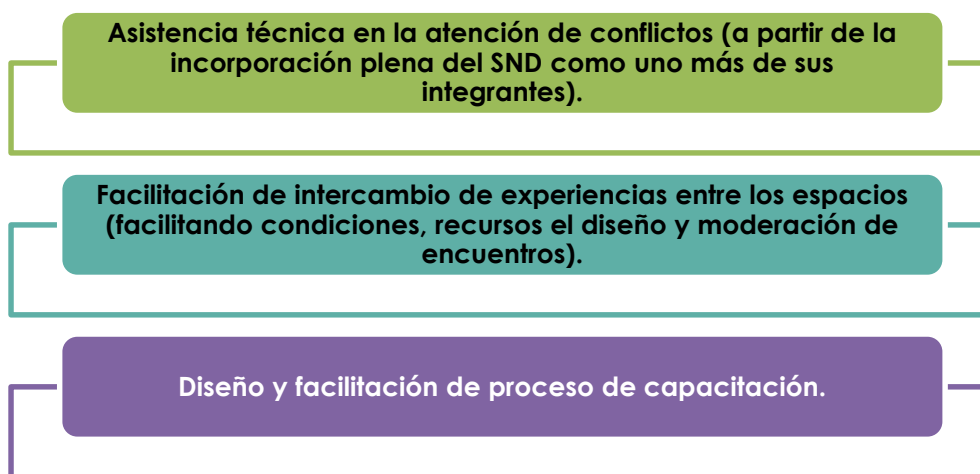 Asistencia técnica en la atención de conflictos (a partir de la
incorporación plena del SND como uno más de sus
integrantes).
Facilitación de intercambio de experiencias entre los espacios
(facilitando condiciones, recursos el diseño y moderación de
encuentros).
Diseño y facilitación de proceso de capacitación.